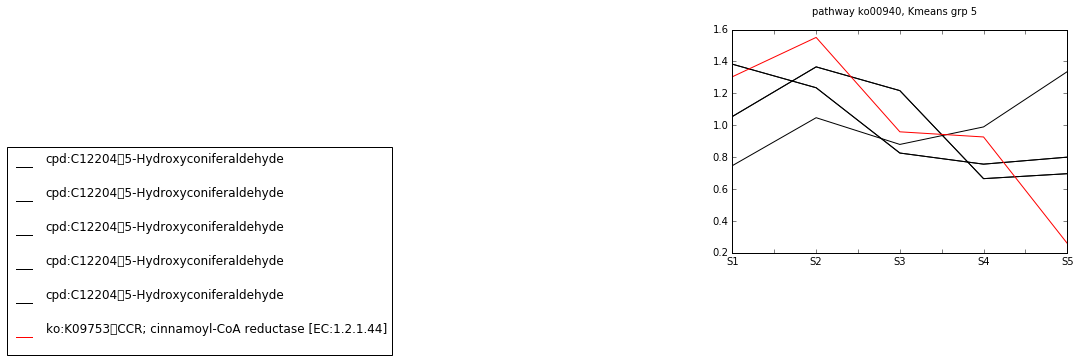 pathway ko00940, Kmeans grp 5
1.6
1.4
1.2
1.0
0.8
0.6
0.4
0.2
S1 S2 S3 S4 S5
cpd:C12204▯5-Hydroxyconiferaldehyde
cpd:C12204▯5-Hydroxyconiferaldehyde
cpd:C12204▯5-Hydroxyconiferaldehyde
cpd:C12204▯5-Hydroxyconiferaldehyde
cpd:C12204▯5-Hydroxyconiferaldehyde
ko:K09753▯CCR; cinnamoyl-CoA reductase [EC:1.2.1.44]